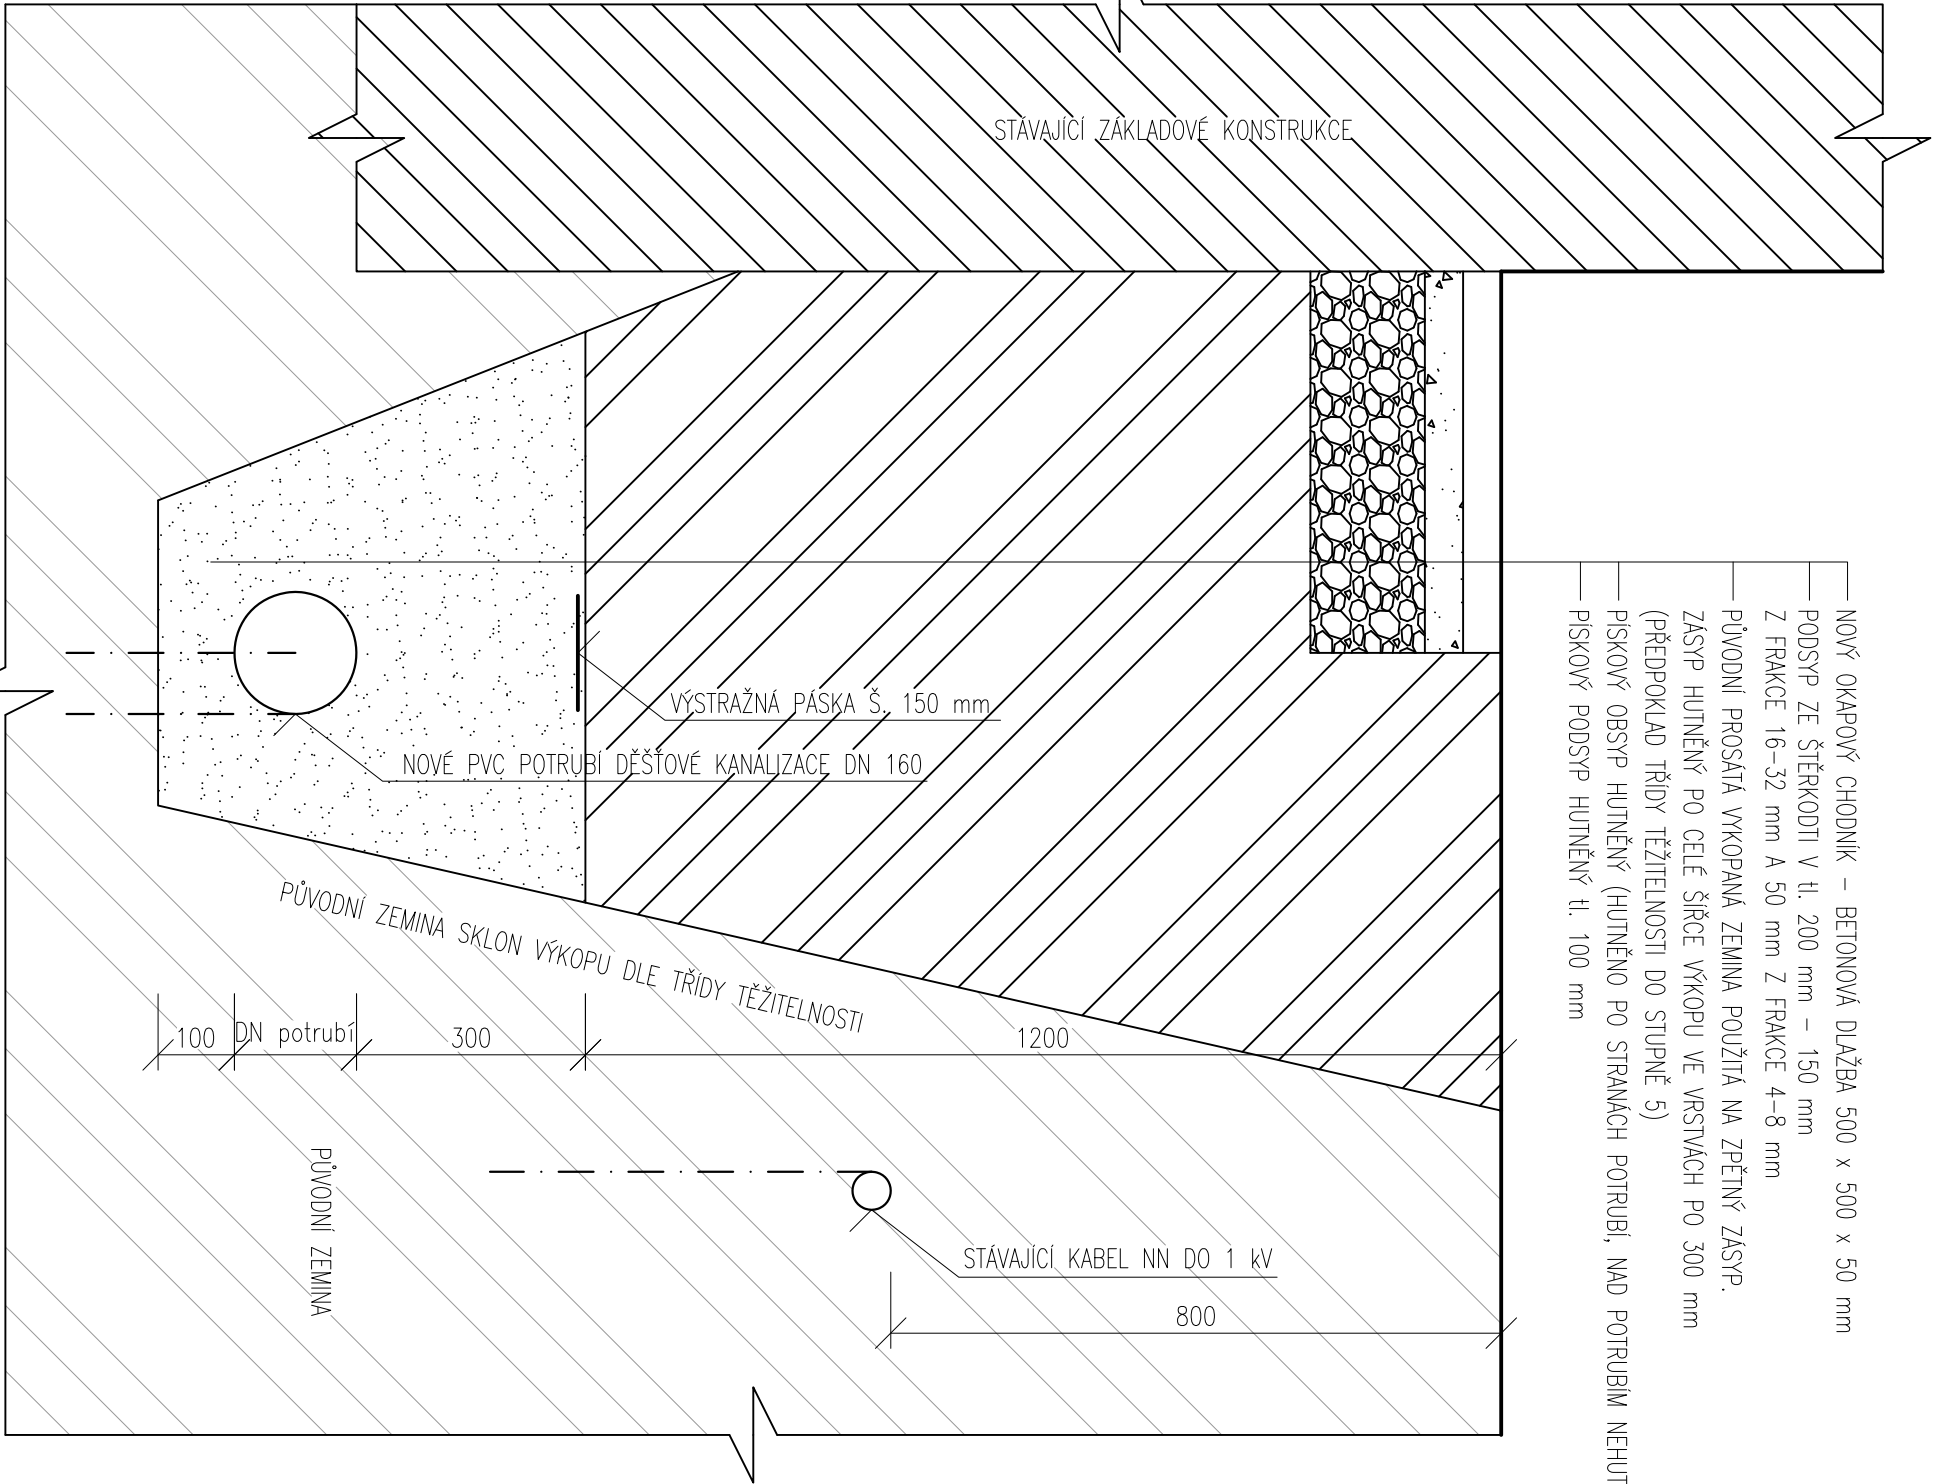 NOVÝ OKAPOVÝ CHODNÍK - BETONOVÁ DLAŽBA 500 x 500 x 50 mm
PODSYP ZE ŠTĚRKODTI V tl. 200 mm - 150 mm
Z FRAKCE 16-32 mm A 50 mm Z FRAKCE 4-8 mm
PŮVODNÍ PROSÁTÁ VYKOPANÁ ZEMINA POUŽITÁ NA ZPĚTNÝ ZÁSYP.
ZÁSYP HUTNĚNÝ PO CELÉ ŠÍŘCE VÝKOPU VE VRSTVÁCH PO 300 mm
(PŘEDPOKLAD TŘÍDY TĚŽITELNOSTI DO STUPNĚ 5)
PÍSKOVÝ OBSYP HUTNĚNÝ (HUTNĚNO PO STRANÁCH POTRUBÍ, NAD POTRUBÍM NEHUT
PÍSKOVÝ PODSYP HUTNĚNÝ tl. 100 mm
STÁVAJÍCÍ ZÁKLADOVÉ KONSTRUKCE
VÝSTRAŽNÁ PÁSKA Š. 150 mm
NOVÉ PVC POTRUBÍ DĚŠŤOVÉ KANALIZACE DN 160
PŮVODNÍ ZEMINA SKLON VÝKOPU DLE TŘÍDY TĚŽITELNOSTI
100
DN potrubí
300
1200
PŮVODNÍ ZEMINA
STÁVAJÍCÍ KABEL NN DO 1 kV
800